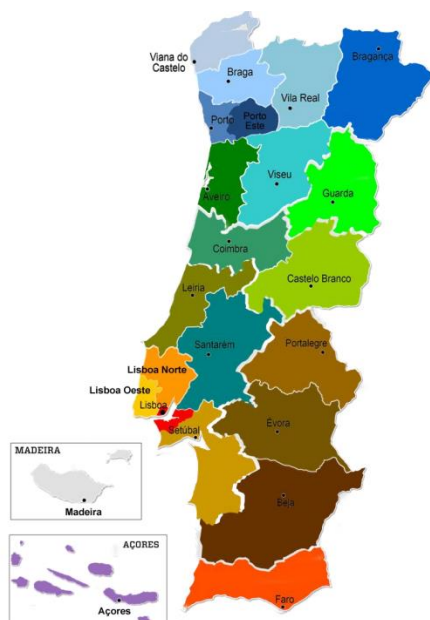 Viana do
Castelo
Braga
Bragança
Vila Real
Porto
Porto
Este
Viseu
Guarda
Aveiro
Coimbra
Castelo Branco
Leiria
Santarém
Portalegre
Lisboa Norte
Lisboa Oeste
Lisboa
Setúbal
Évora
MADEIRA
Madeira
Beja
AÇORES
Açores
Faro